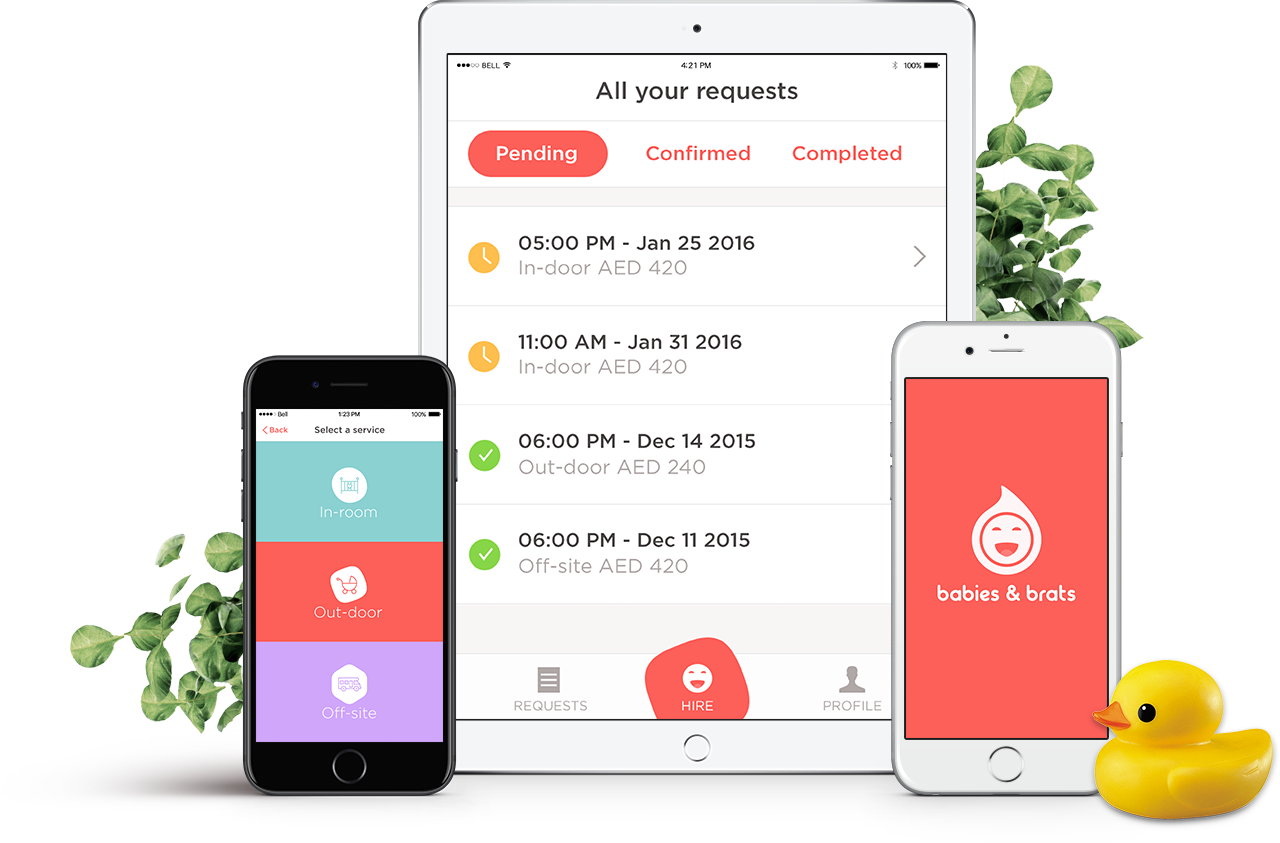 BELL
4:21 PM
100%
All your requests
Pending
Confirmed
Completed
05:00 PM - Jan 25 2016
In-door AED 420
11:00 AM - Jan 31 2016
In-door AED 420
06:00 PM - Dec 14 2015
Out-door AED 240
06:00 PM - Dec 11 2015
Off-site AED 420
REQUESTS
HIRE
PROFILE
Bell
1:23 PM
100%
Back
Select a service
In-room
Out-door
Off-site
babies & brats